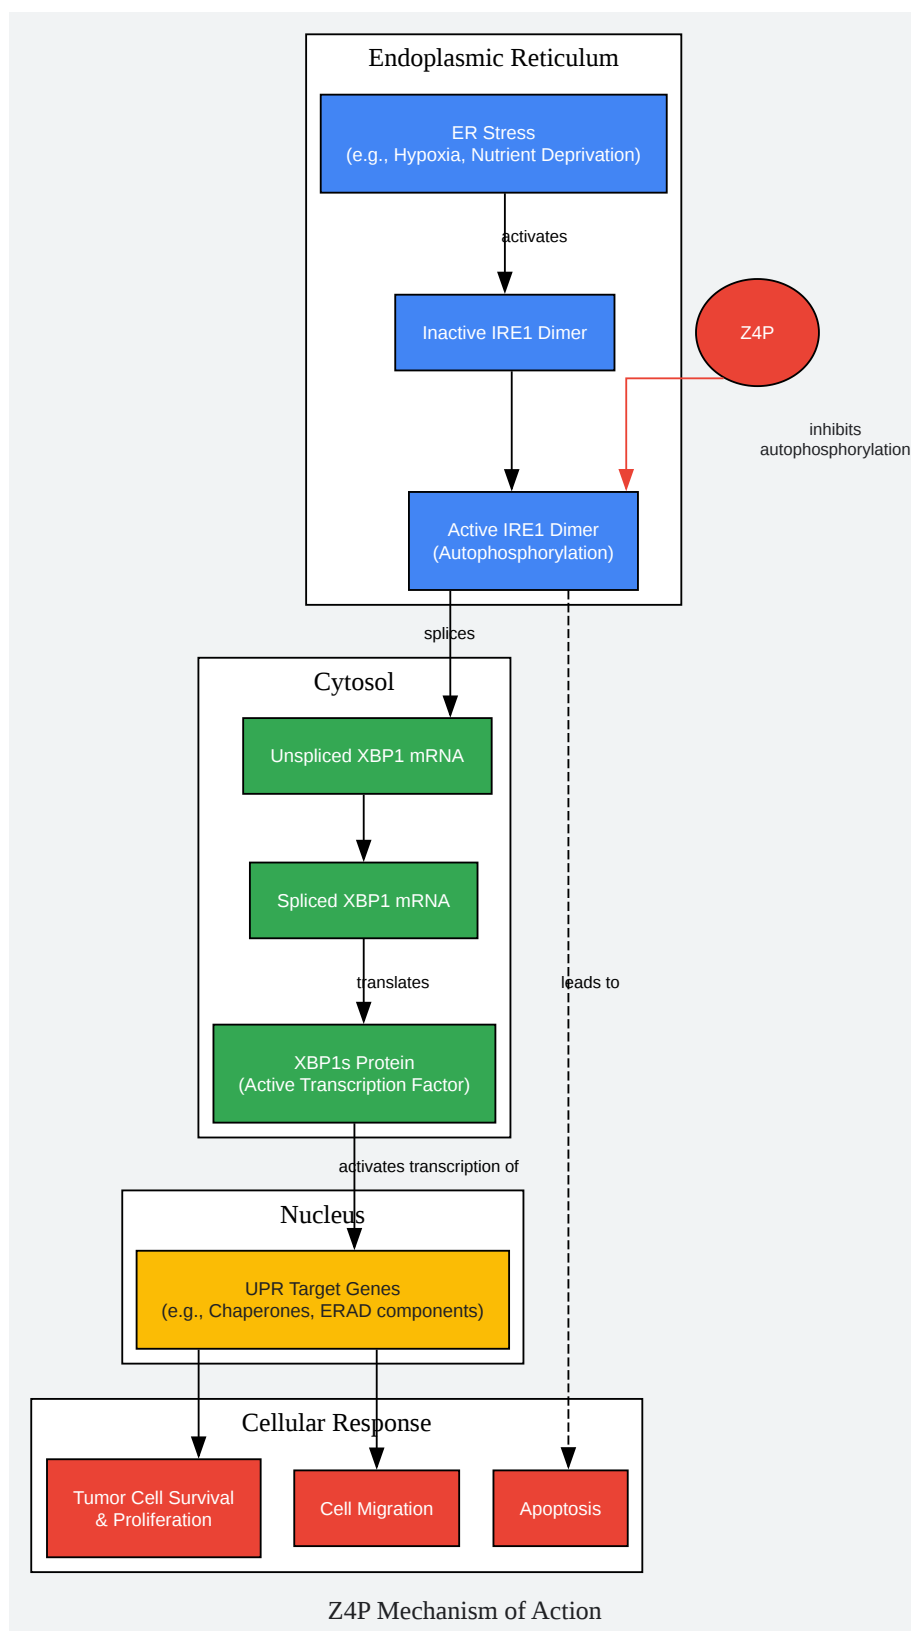 Endoplasmic Reticulum
ER Stress
(e.g., Hypoxia, Nutrient Deprivation)
activates
Inactive IRE1 Dimer
Z4P
inhibits
autophosphorylation
Active IRE1 Dimer
(Autophosphorylation)
splices
Cytosol
Unspliced XBP1 mRNA
Spliced XBP1 mRNA
translates
leads to
XBP1s Protein
(Active Transcription Factor)
activates transcription of
Nucleus
UPR Target Genes
(e.g., Chaperones, ERAD components)
Cellular Response
Tumor Cell Survival
& Proliferation
Cell Migration
Apoptosis
Z4P Mechanism of Action